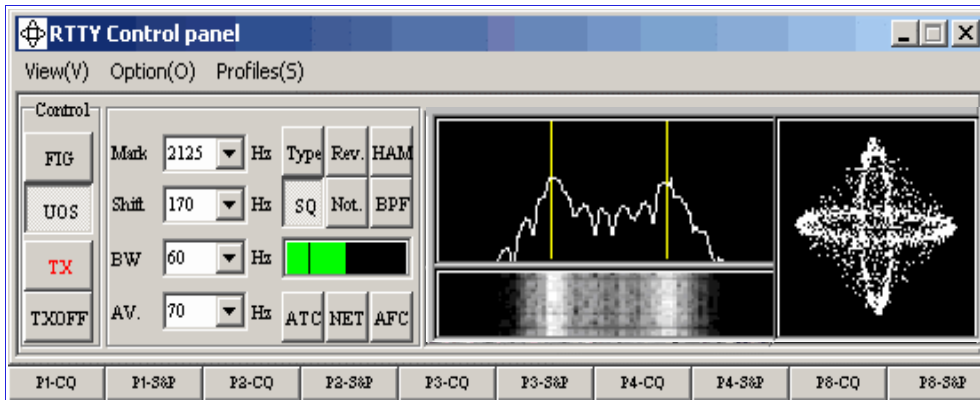 RTTY Control panel
View(V) Option(O) Profiles(S)
Control
FIG
UOS
TX
TXOFF
Mark 2125 Hz
Shift 170 Hz
BW 60 Hz
AV. 70 Hz
Type Rev. HAM
SQ Not. BPF
ATC NET AFC
P1-CQ P1-S&P P2-CQ P2-S&P P3-CQ P3-S&P P4-CQ P4-S&P P8-CQ P8-S&P